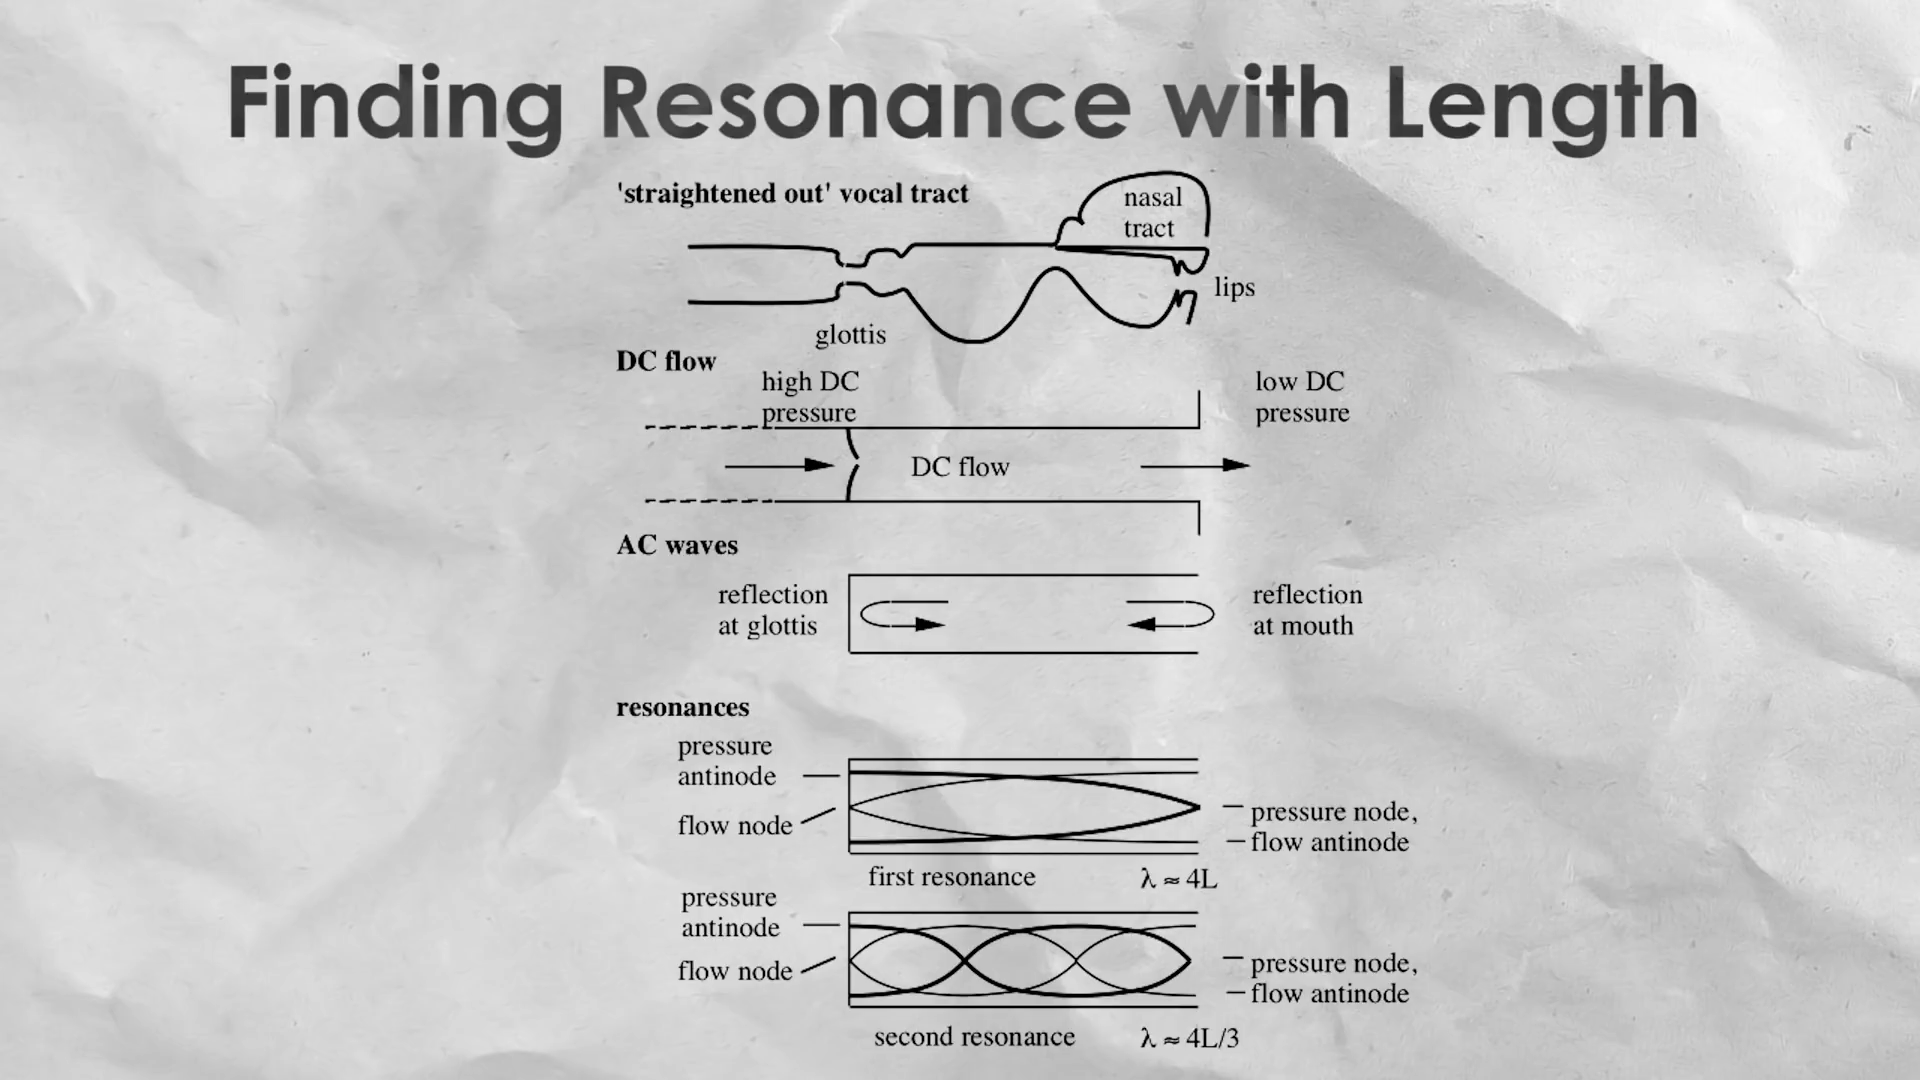 Finding Resonance with Length
'straightened out' vocal tract
nasal
tract
lips
glottis
DC flow
high DC
pressure
low DC
pressure
DC flow
AC waves
reflection
at glottis
reflection
at mouth
resonances
pressure
antinode
flow node
pressure node,
flow antinode
first resonance
λ ≈ 4L
pressure
antinode
flow node
pressure node,
flow antinode
second resonance
λ ≈ 4L/3